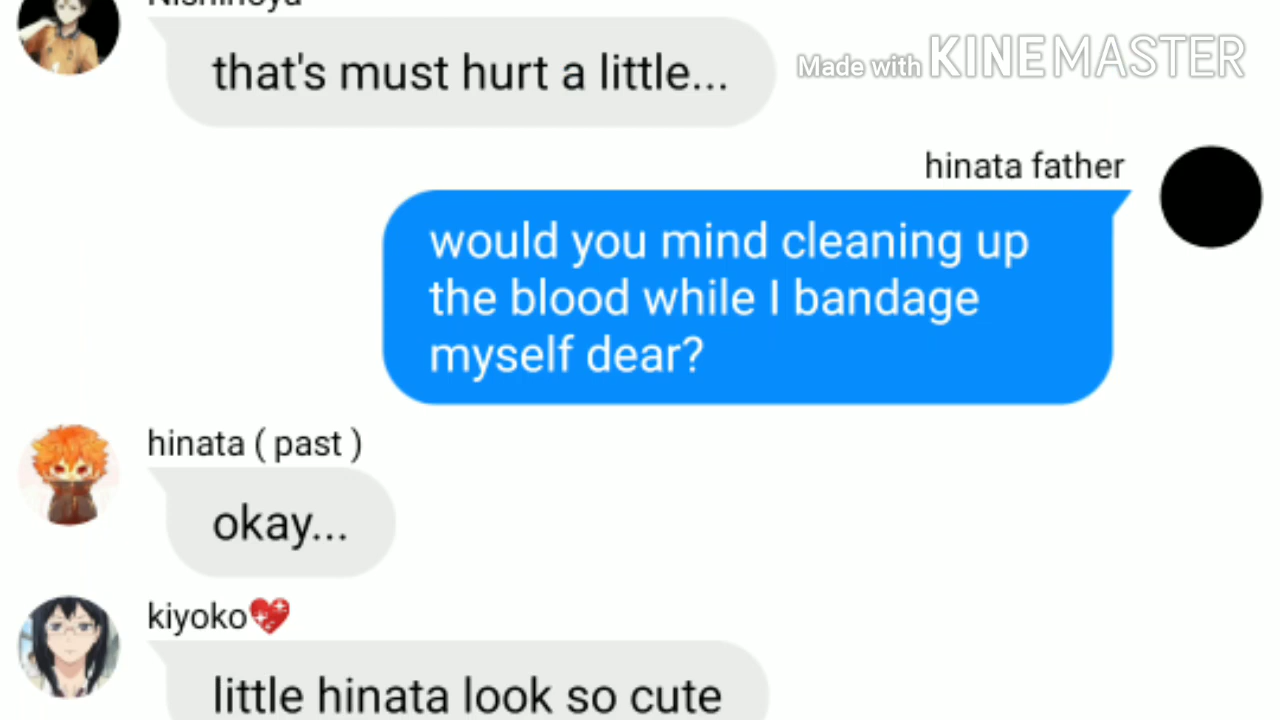 Nishinoya
that's must hurt a little...
Made with KINEMASTER
hinata father
would you mind cleaning up
the blood while I bandage
myself dear?
hinata ( past )
okay...
kiyoko💖
little hinata look so cute